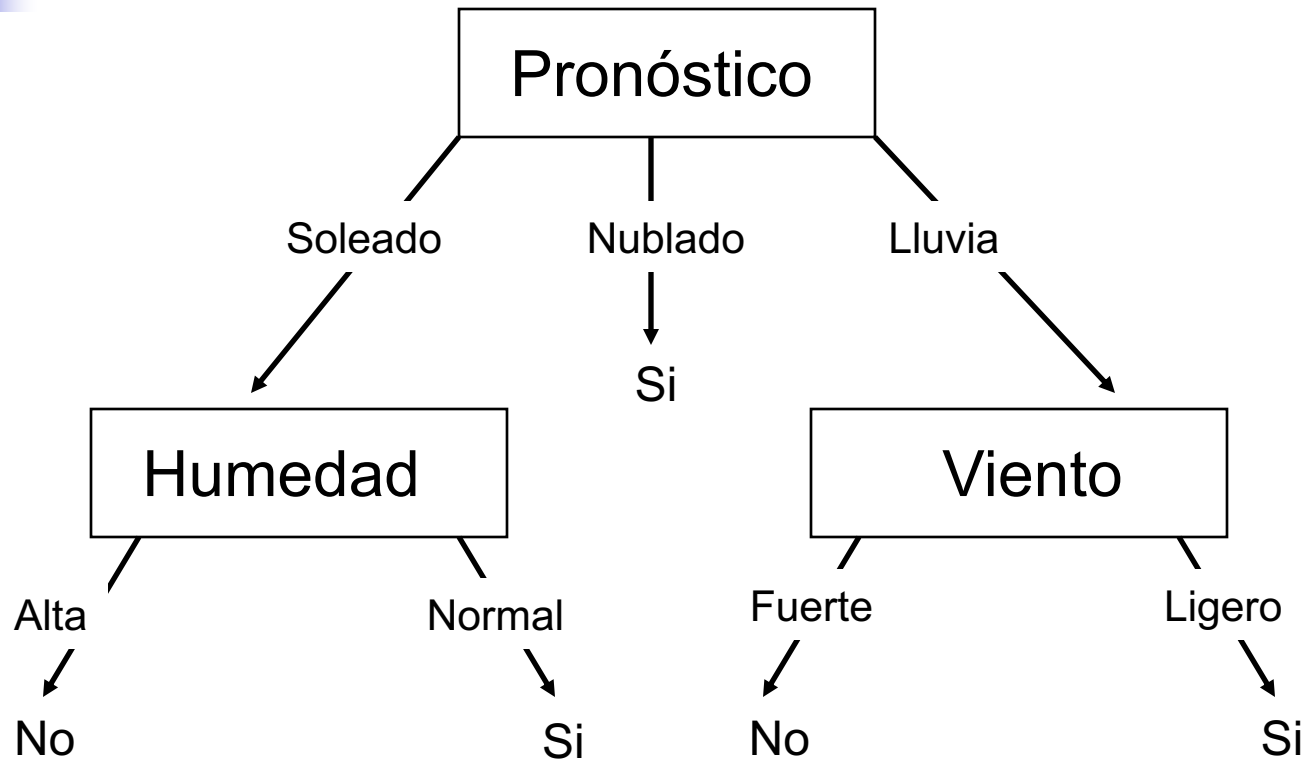 Pronóstico
Soleado Nublado Lluvia
Si
Humedad Viento
Alta Normal Fuerte Ligero
No Si No Si